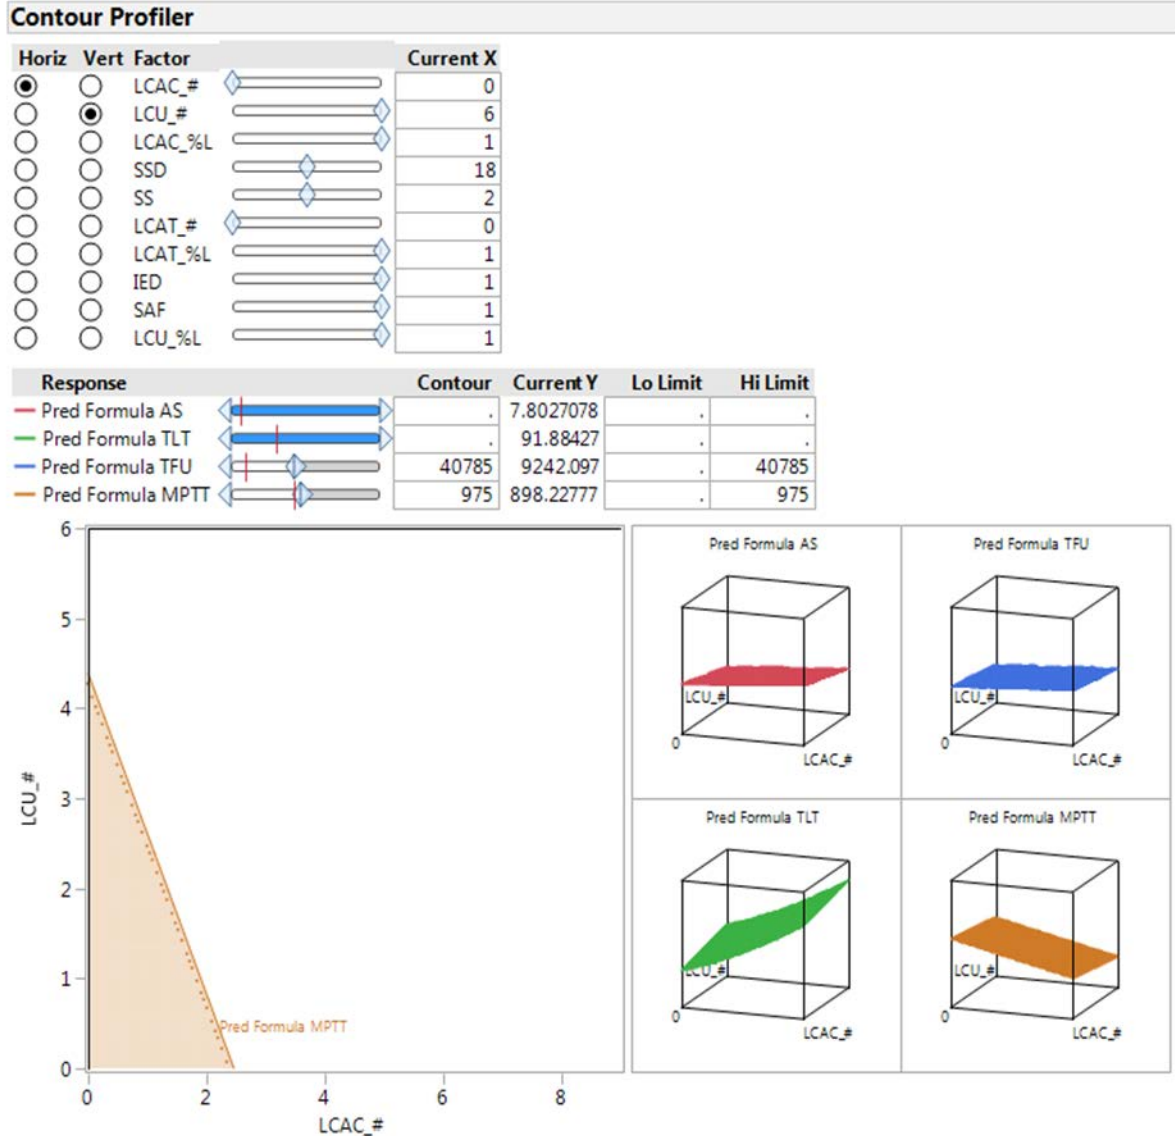 Contour Profiler
Horiz Vert Factor Current X
LCAC_# 0
LCU_# 6
LCAC_%L 1
SSD 18
SS 2
LCAT_# 0
LCAT_%L 1
IED 1
SAF 1
LCU_%L 1
Response Contour Current Y Lo Limit Hi Limit
Pred Formula AS . 7.8027078 . .
Pred Formula TLT . 91.88427 . .
Pred Formula TFU 40785 9242.097 . 40785
Pred Formula MPTT 975 898.22777 . 975
6
5
4
3
2
1
0
LCU_#
Pred Formula MPTT
0 2 4 6 8
LCAC_#
Pred Formula AS
LCU_#
0
LCAC_#
Pred Formula TFU
LCU_#
0
LCAC_#
Pred Formula TLT
LCU_#
0
LCAC_#
Pred Formula MPTT
LCU_#
0
LCAC_#